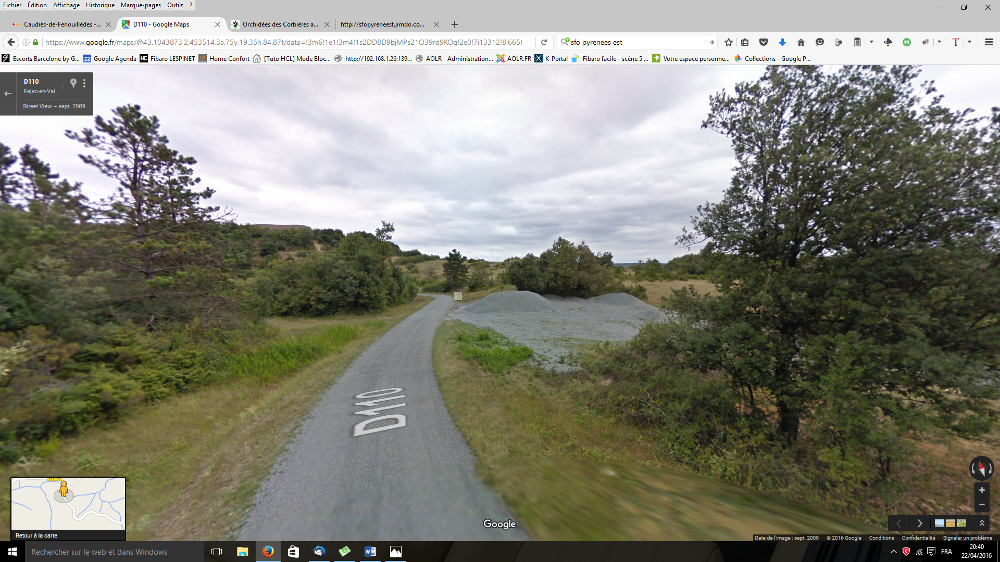 Fichier Édition Affichage Historique Marque-pages Outils ?
Caudiès-de-Fenouillèdes -... D110 - Google Maps Orchidées des Corbières a... http://sfopyreneest.jimdo.co...
https://www.google.fr/maps/@43.1043873,2.453514,3a,75y,19.35h,84.87t/data=!3m6!1e1!3m4!1s2DD8D9bjMPs21O39rd9KOg!2e0!7i13312!8i6656 sfo pyrenees est
Escorts Barcelone by G... 22 Google Agenda HC Fibaro LESPINET Home Confort [Tuto HCL] Mode Bloc... http://192.168.1.26:139... AOLR - Administration... AOLR.FR K-Portal Fibaro facile - scène 5 ... Votre espace personne... Collections - Google P...
D110
Fajac-en-Val
Street View – sept. 2009
D110
D110
Google
Retour à la carte
Date de l'image : sept. 2009 © 2016 Google Conditions Confidentialité Signaler un problème
Rechercher sur le web et dans Windows
FRA
20:40
22/04/2016